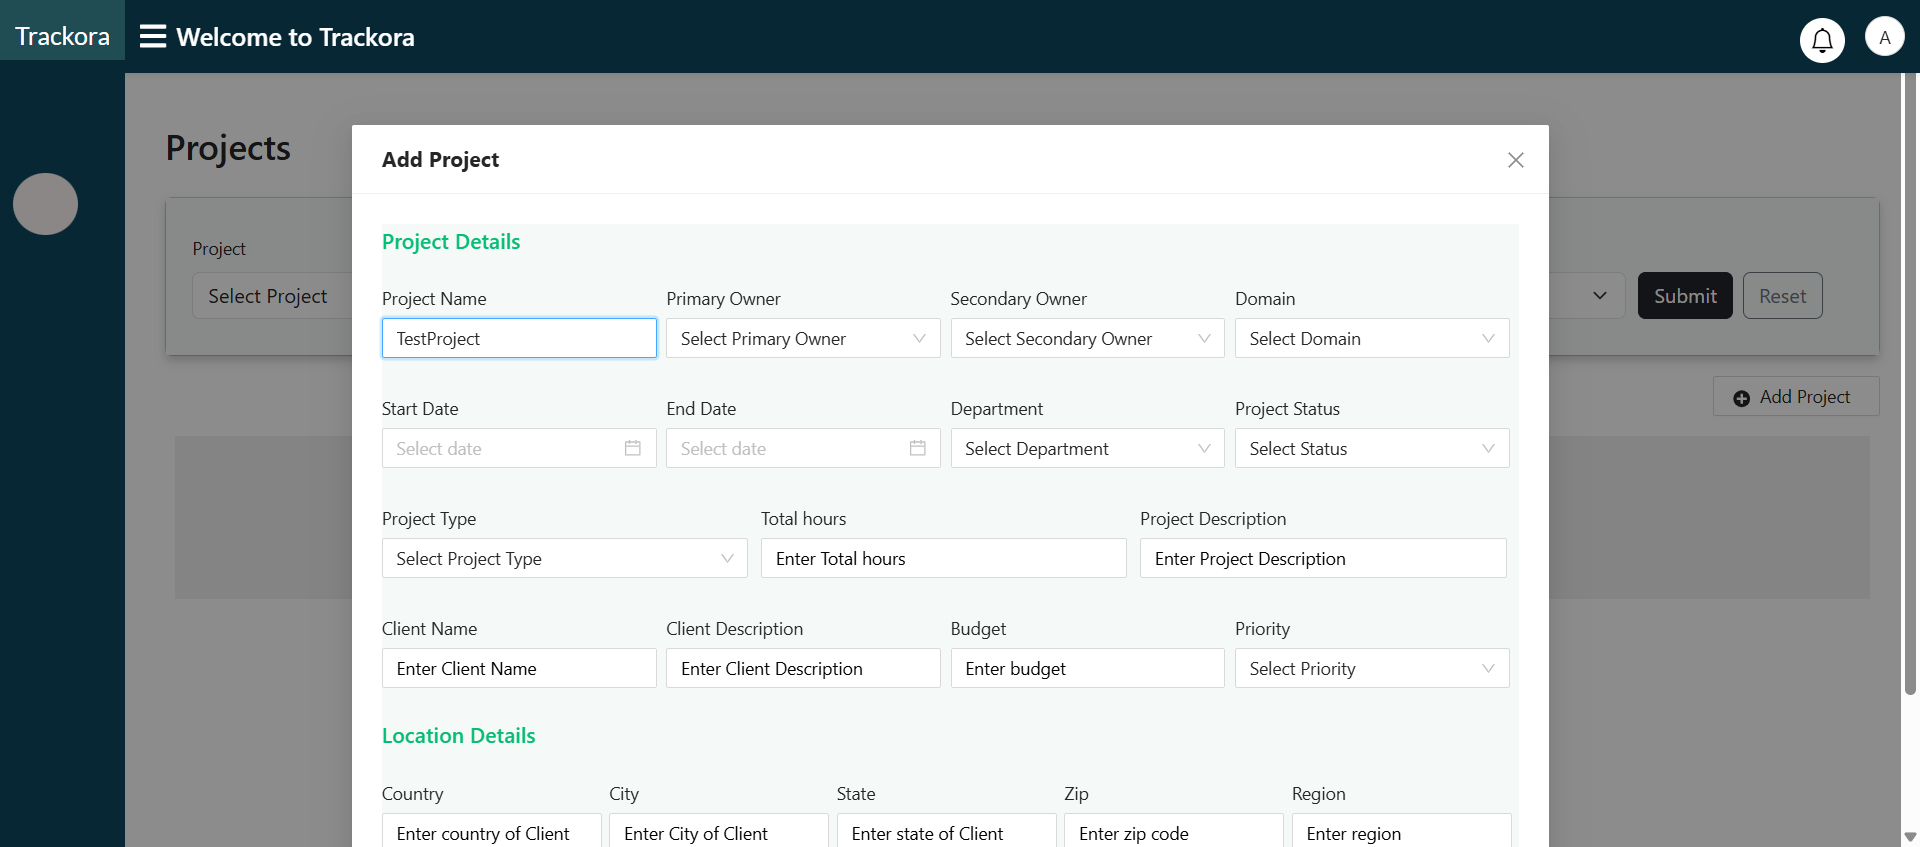 Trackora
Welcome to Trackora
A
Projects
Add Project
Project
Select Project
Submit
Reset
Add Project
Project Details
Project Name
Primary Owner
Secondary Owner
Domain
TestProject
Select Primary Owner
Select Secondary Owner
Select Domain
Start Date
End Date
Department
Project Status
Select date
Select date
Select Department
Select Status
Project Type
Total hours
Project Description
Select Project Type
Enter Total hours
Enter Project Description
Client Name
Client Description
Budget
Priority
Enter Client Name
Enter Client Description
Enter budget
Select Priority
Location Details
Country
City
State
Zip
Region
Enter country of Client
Enter City of Client
Enter state of Client
Enter zip code
Enter region